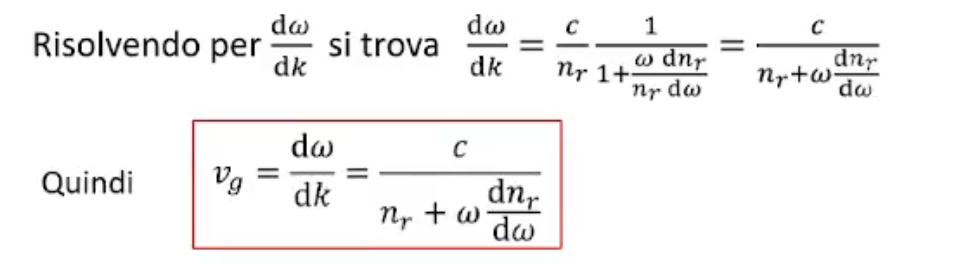 Risolvendo per dω/dk si trova dω/dk = c/n_r 1/(1+ω/n_r dn_r/dω) = c/(n_r+ω dn_r/dω)
Quindi v_g = dω/dk = c/(n_r + ω dn_r/dω)